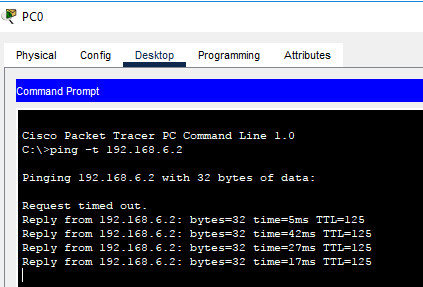 PC0
Physical Config Desktop Programming Attributes
Command Prompt
Cisco Packet Tracer PC Command Line 1.0
C:\>ping -t 192.168.6.2
Pinging 192.168.6.2 with 32 bytes of data:
Request timed out.
Reply from 192.168.6.2: bytes=32 time=5ms TTL=125
Reply from 192.168.6.2: bytes=32 time=42ms TTL=125
Reply from 192.168.6.2: bytes=32 time=27ms TTL=125
Reply from 192.168.6.2: bytes=32 time=17ms TTL=125